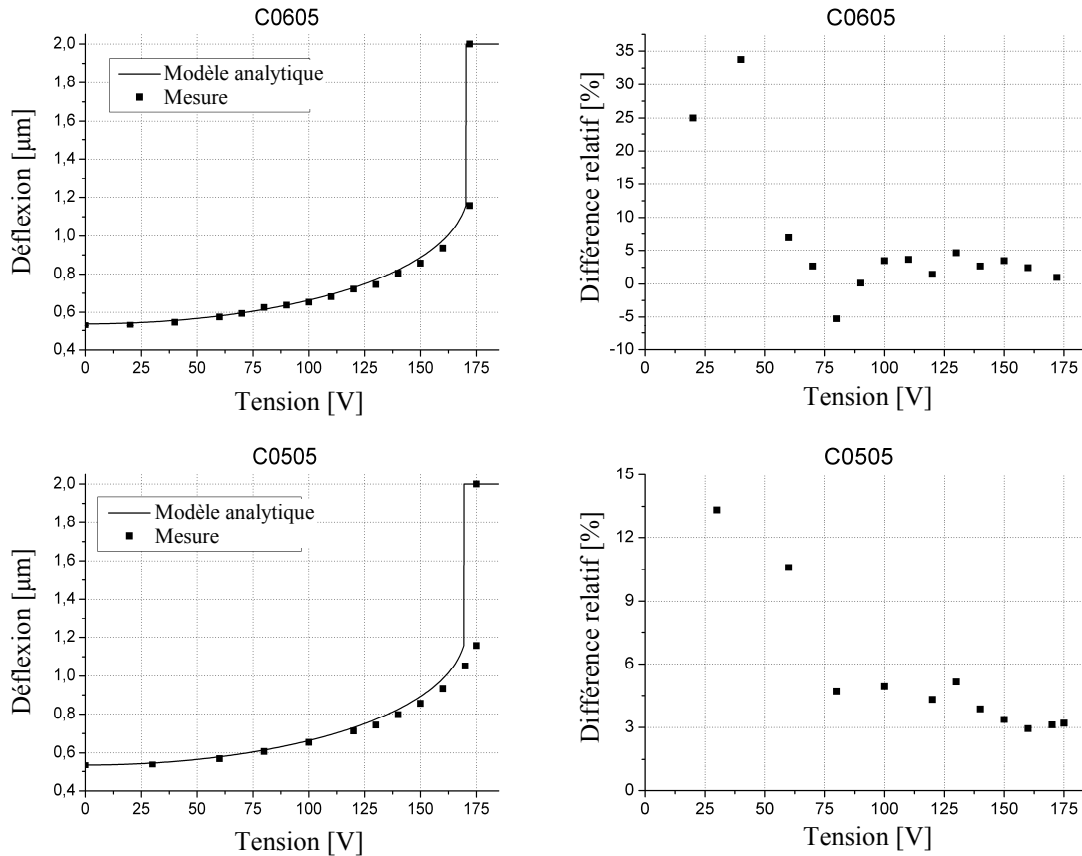 C0605
2,0
1,8
1,6
1,4
1,2
1,0
0,8
0,6
0,4
Déflexion [µm]
Modèle analytique
Mesure
0 25 50 75 100 125 150 175
Tension [V]
C0605
35
30
25
20
15
10
5
0
-5
-10
Différence relatif [%]
0 25 50 75 100 125 150 175
Tension [V]
C0505
2,0
1,8
1,6
1,4
1,2
1,0
0,8
0,6
0,4
Déflexion [µm]
Modèle analytique
Mesure
0 25 50 75 100 125 150 175
Tension [V]
C0505
15
12
9
6
3
0
Différence relatif [%]
0 25 50 75 100 125 150 175
Tension [V]